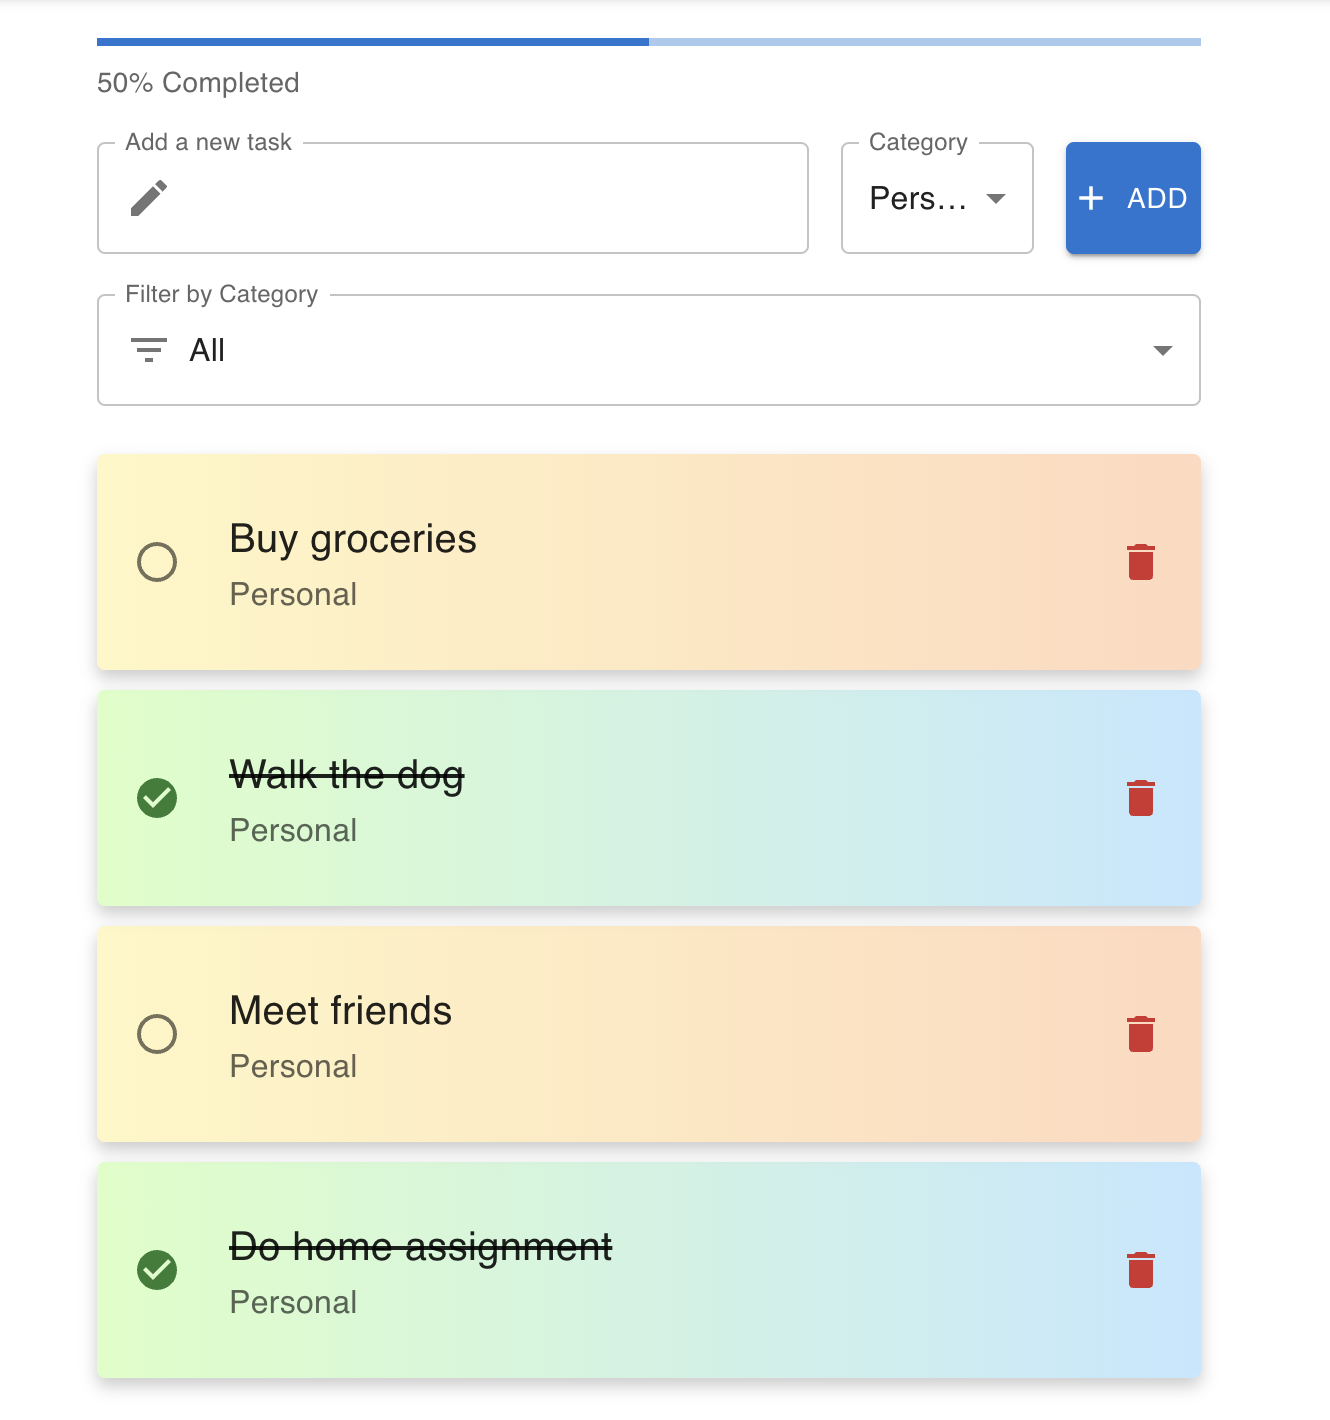 50% Completed
Add a new task
Category
Pers...
+ ADD
Filter by Category
All
Buy groceries
Personal
Walk the dog
Personal
Meet friends
Personal
Do home assignment
Personal